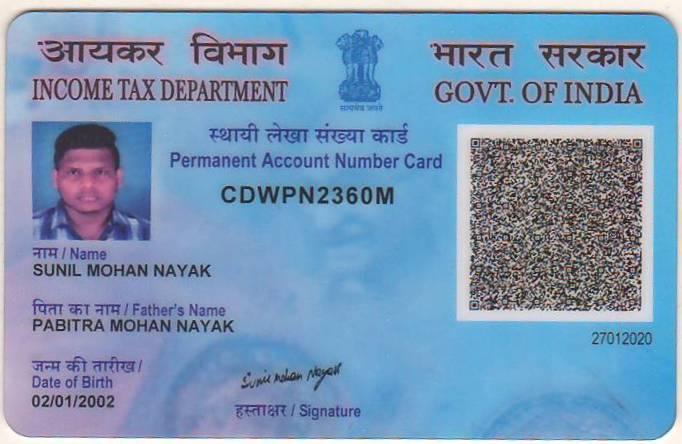 आयकर विभाग
भारत सरकार
INCOME TAX DEPARTMENT
GOVT. OF INDIA
सत्यमेव जयते
स्थायी लेखा संख्या कार्ड
Permanent Account Number Card
CDWPN2360M
नाम / Name
SUNIL MOHAN NAYAK
पिता का नाम / Father's Name
PABITRA MOHAN NAYAK
27012020
जन्म की तारीख /
Date of Birth
02/01/2002
Sunil Mohan Nayak
हस्ताक्षर / Signature